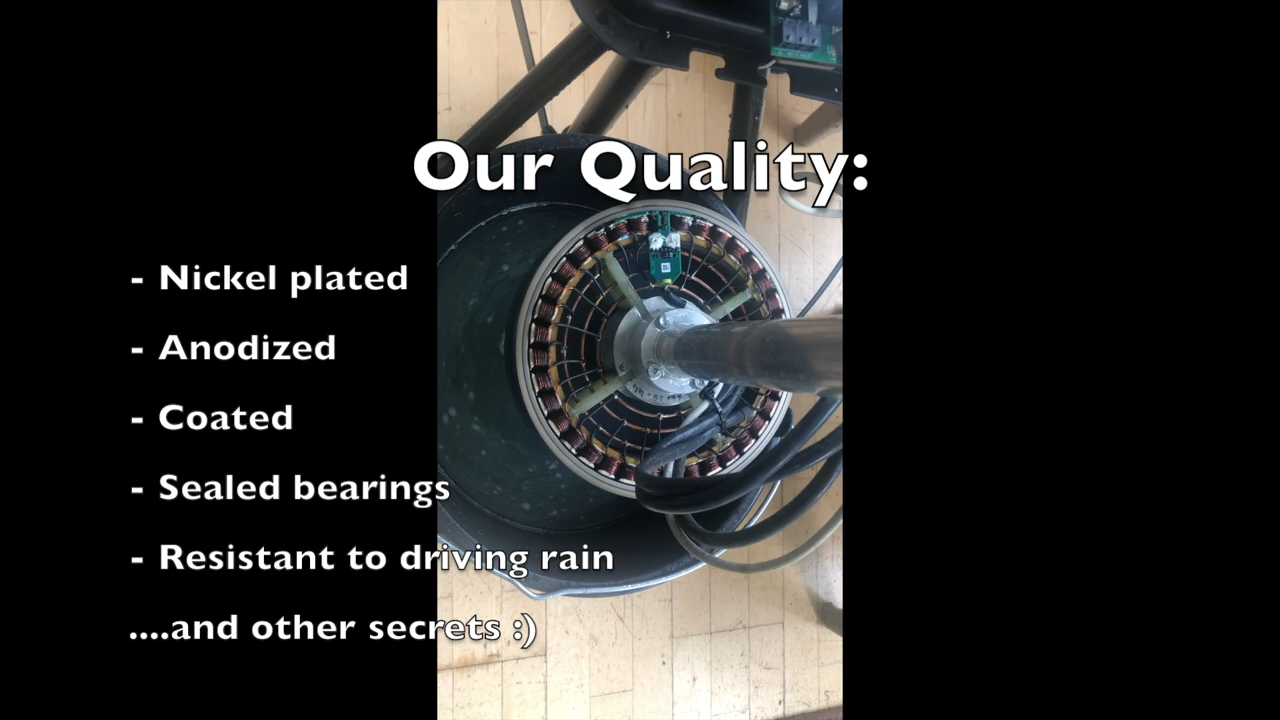 Our Quality:
- Nickel plated
- Anodized
- Coated
- Sealed bearings
- Resistant to driving rain
....and other secrets :)